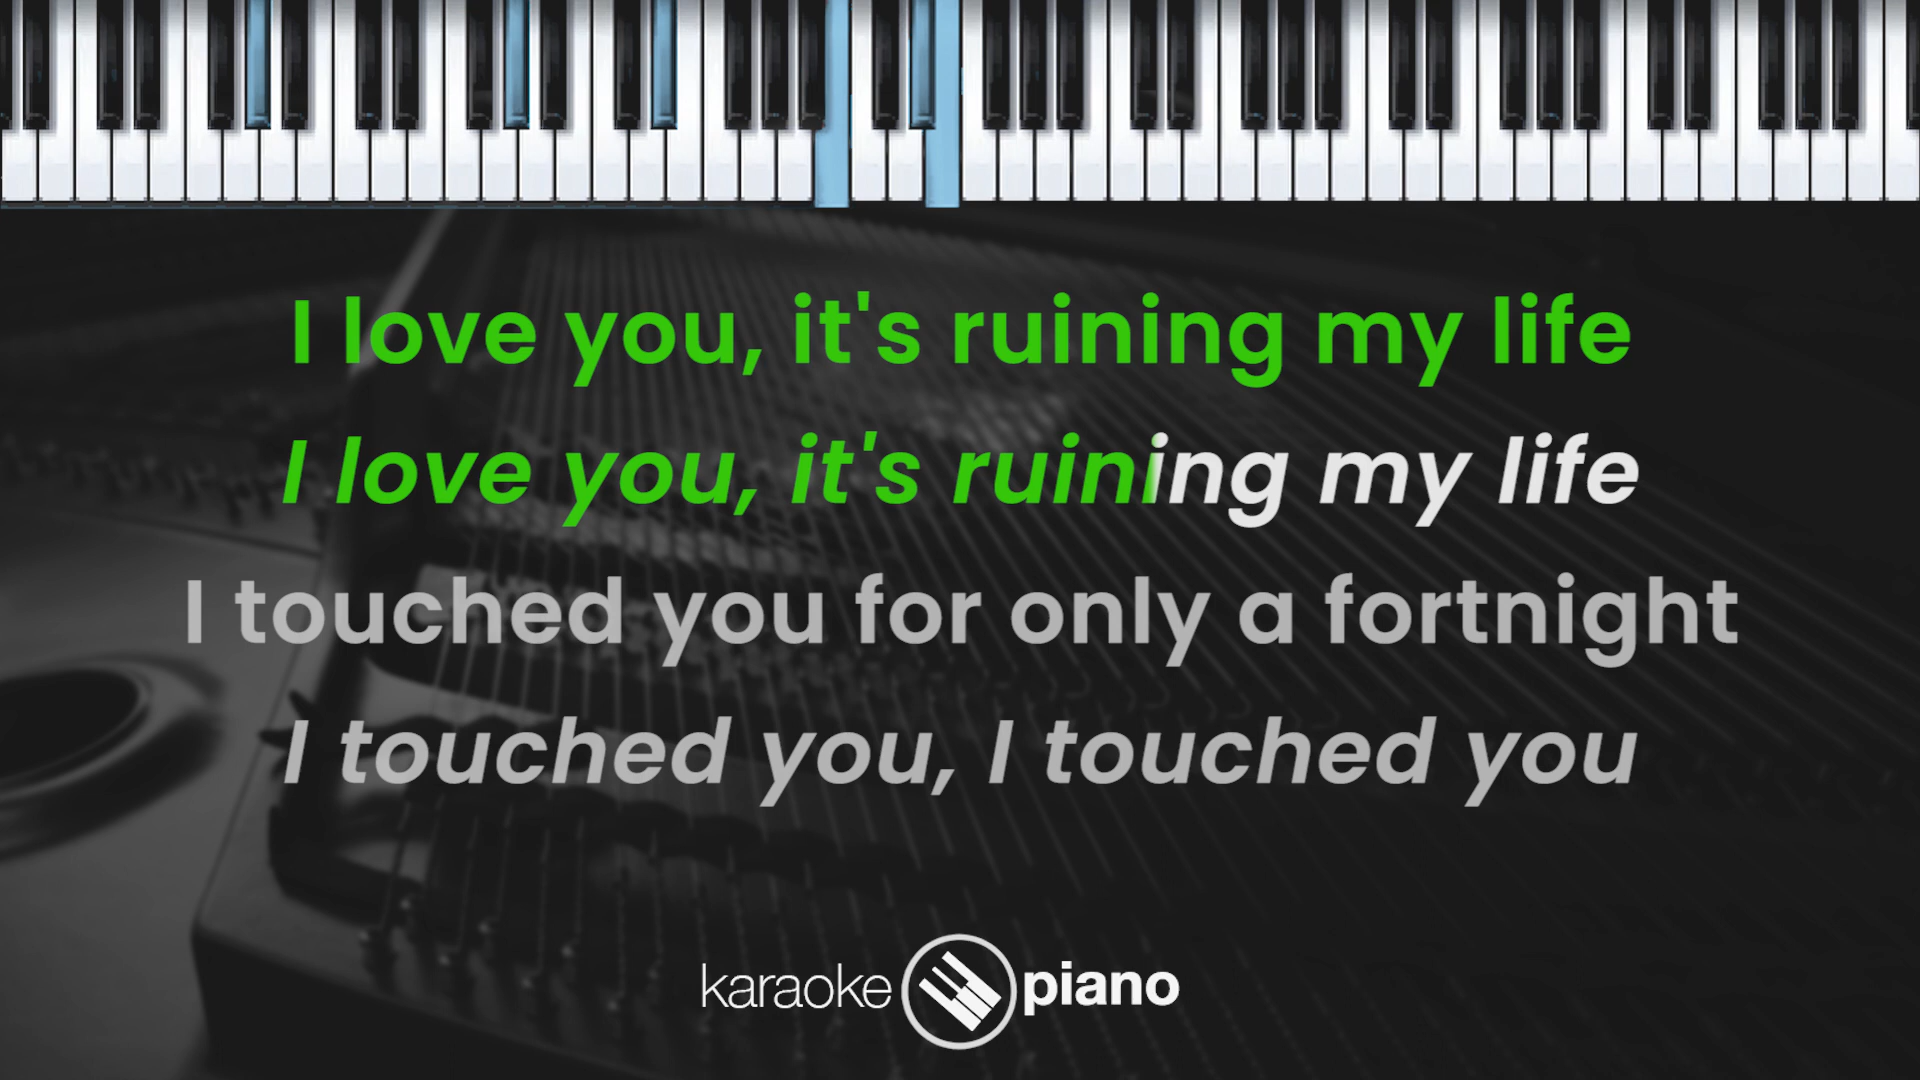 I love you, it's ruining my life
I love you, it's ruining my life
I touched you for only a fortnight
I touched you, I touched you
karaoke piano